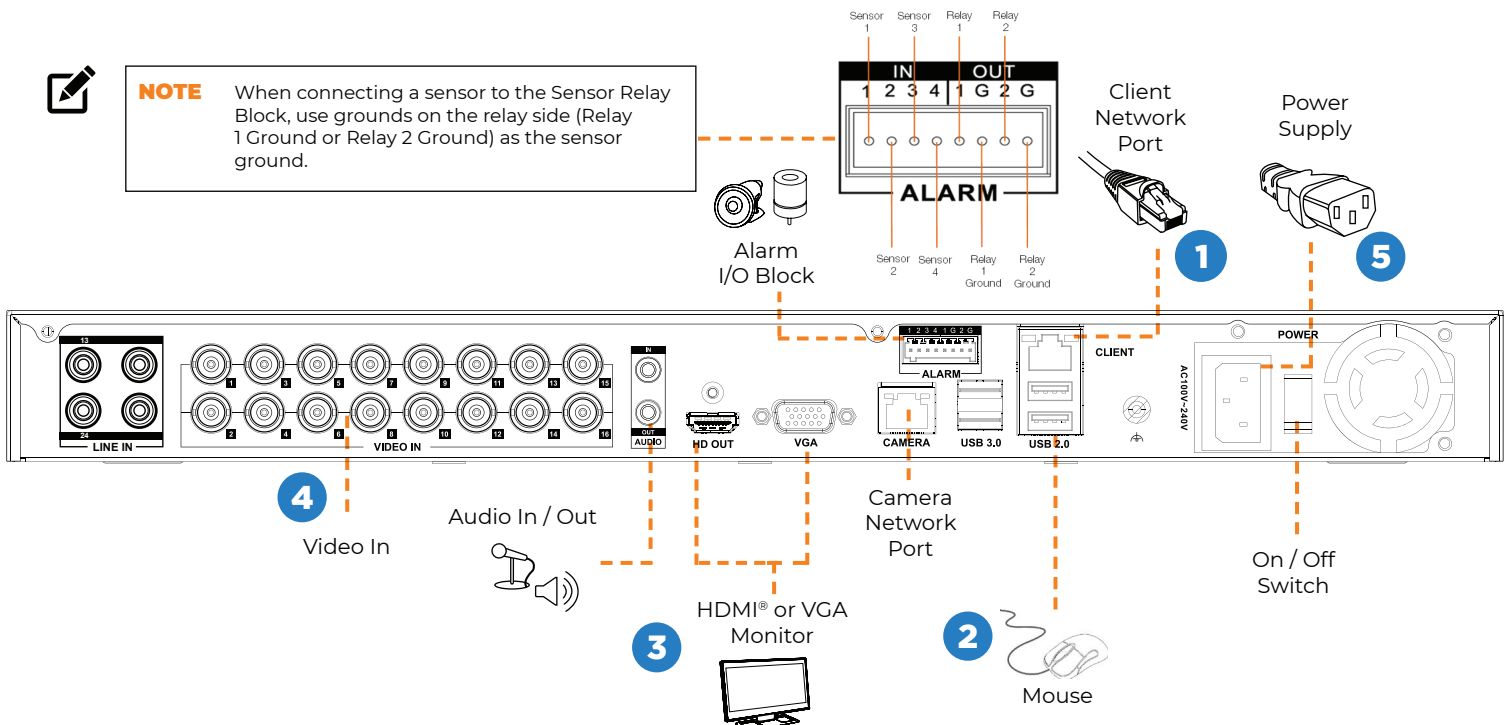 Sensor 1
Sensor 3
Relay 1
Relay 2
IN OUT
1 2 3 4 1 G 2 G
ALARM
Sensor 2
Sensor 4
Relay 1 Ground
Relay 2 Ground
NOTE When connecting a sensor to the Sensor Relay
Block, use grounds on the relay side (Relay
1 Ground or Relay 2 Ground) as the sensor
ground.
Alarm
I/O Block
Client
Network
Port
1
Power
Supply
5
13
24
LINE IN
1 3 5 7 9 11 13 15
2 4 6 8 10 12 14 16
VIDEO IN
IN
OUT
AUDIO
HD OUT
VGA
1 2 3 4 1 G 2 G
ALARM
CAMERA
USB 3.0
CLIENT
USB 2.0
POWER
AC100V~240V
4
Video In
Audio In / Out
3
HDMI® or VGA
Monitor
Camera
Network
Port
2
Mouse
On / Off
Switch